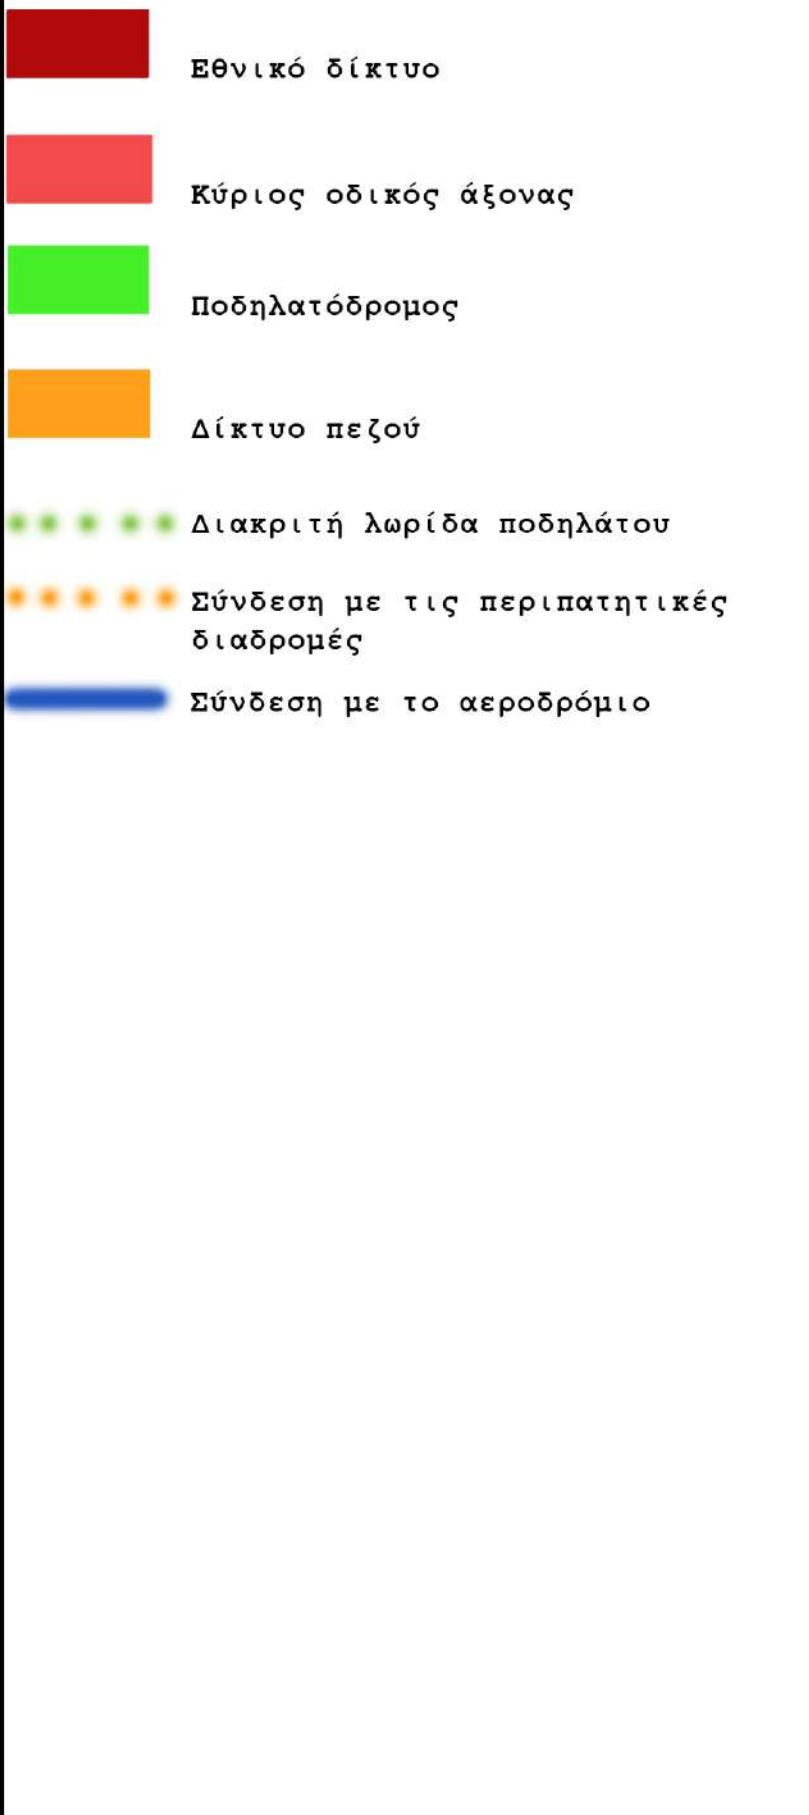 Εθνικό δίκτυο
Κύριος οδικός άξονας
Ποδηλατόδρομος
Δίκτυο πεζού
Διακριτή λωρίδα ποδηλάτου
Σύνδεση με τις περιπατητικές
διαδρομές
Σύνδεση με το αεροδρόμιο